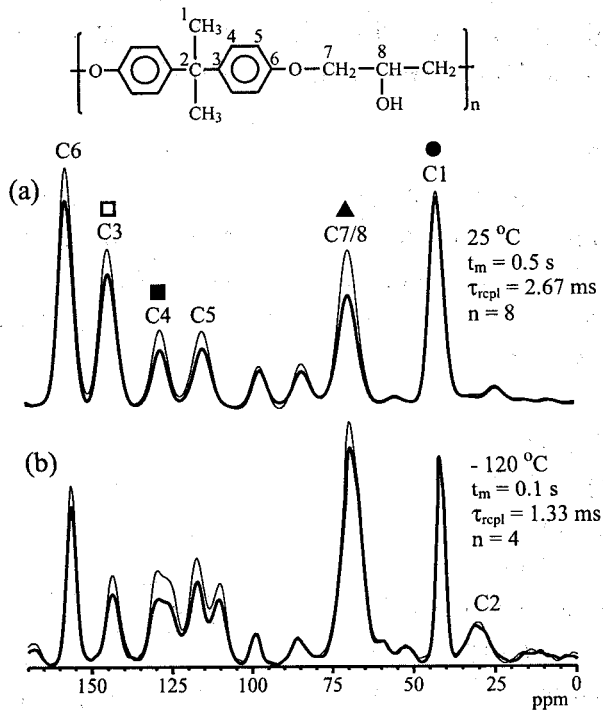 1
CH₃
4 5
2 3 7 8
O C 6 O CH₂ CH CH₂
n
CH₃ OH
C6
(a)
C3
C4
C5
C7/8
C1
25 °C
tₘ = 0.5 s
τrcpl = 2.67 ms
n = 8
(b)
- 120 °C
tₘ = 0.1 s
τrcpl = 1.33 ms
n = 4
C2
150 125 100 75 50 25 0
ppm